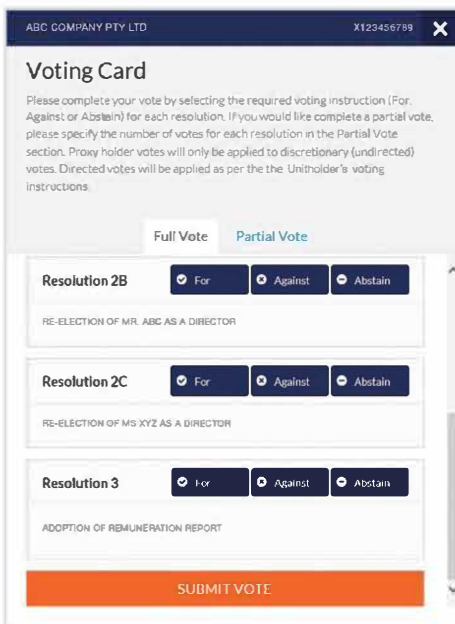 ABC COMPANY PTY LTD X123456789
Voting Card
Please complete your vote by selecting the required voting instruction (For,
Against or Abstain) for each resolution. If you would like complete a partial vote,
please specify the number of votes for each resolution in the Partial Vote
section. Proxy holder votes will only be applied to discretionary (undirected)
votes. Directed votes will be applied as per the the Unitholder's voting
instructions.
Full Vote Partial Vote
Resolution 2B For Against Abstain
RE-ELECTION OF MR. ABC AS A DIRECTOR
Resolution 2C For Against Abstain
RE-ELECTION OF MS XYZ AS A DIRECTOR
Resolution 3 For Against Abstain
ADOPTION OF REMUNERATION REPORT
SUBMIT VOTE